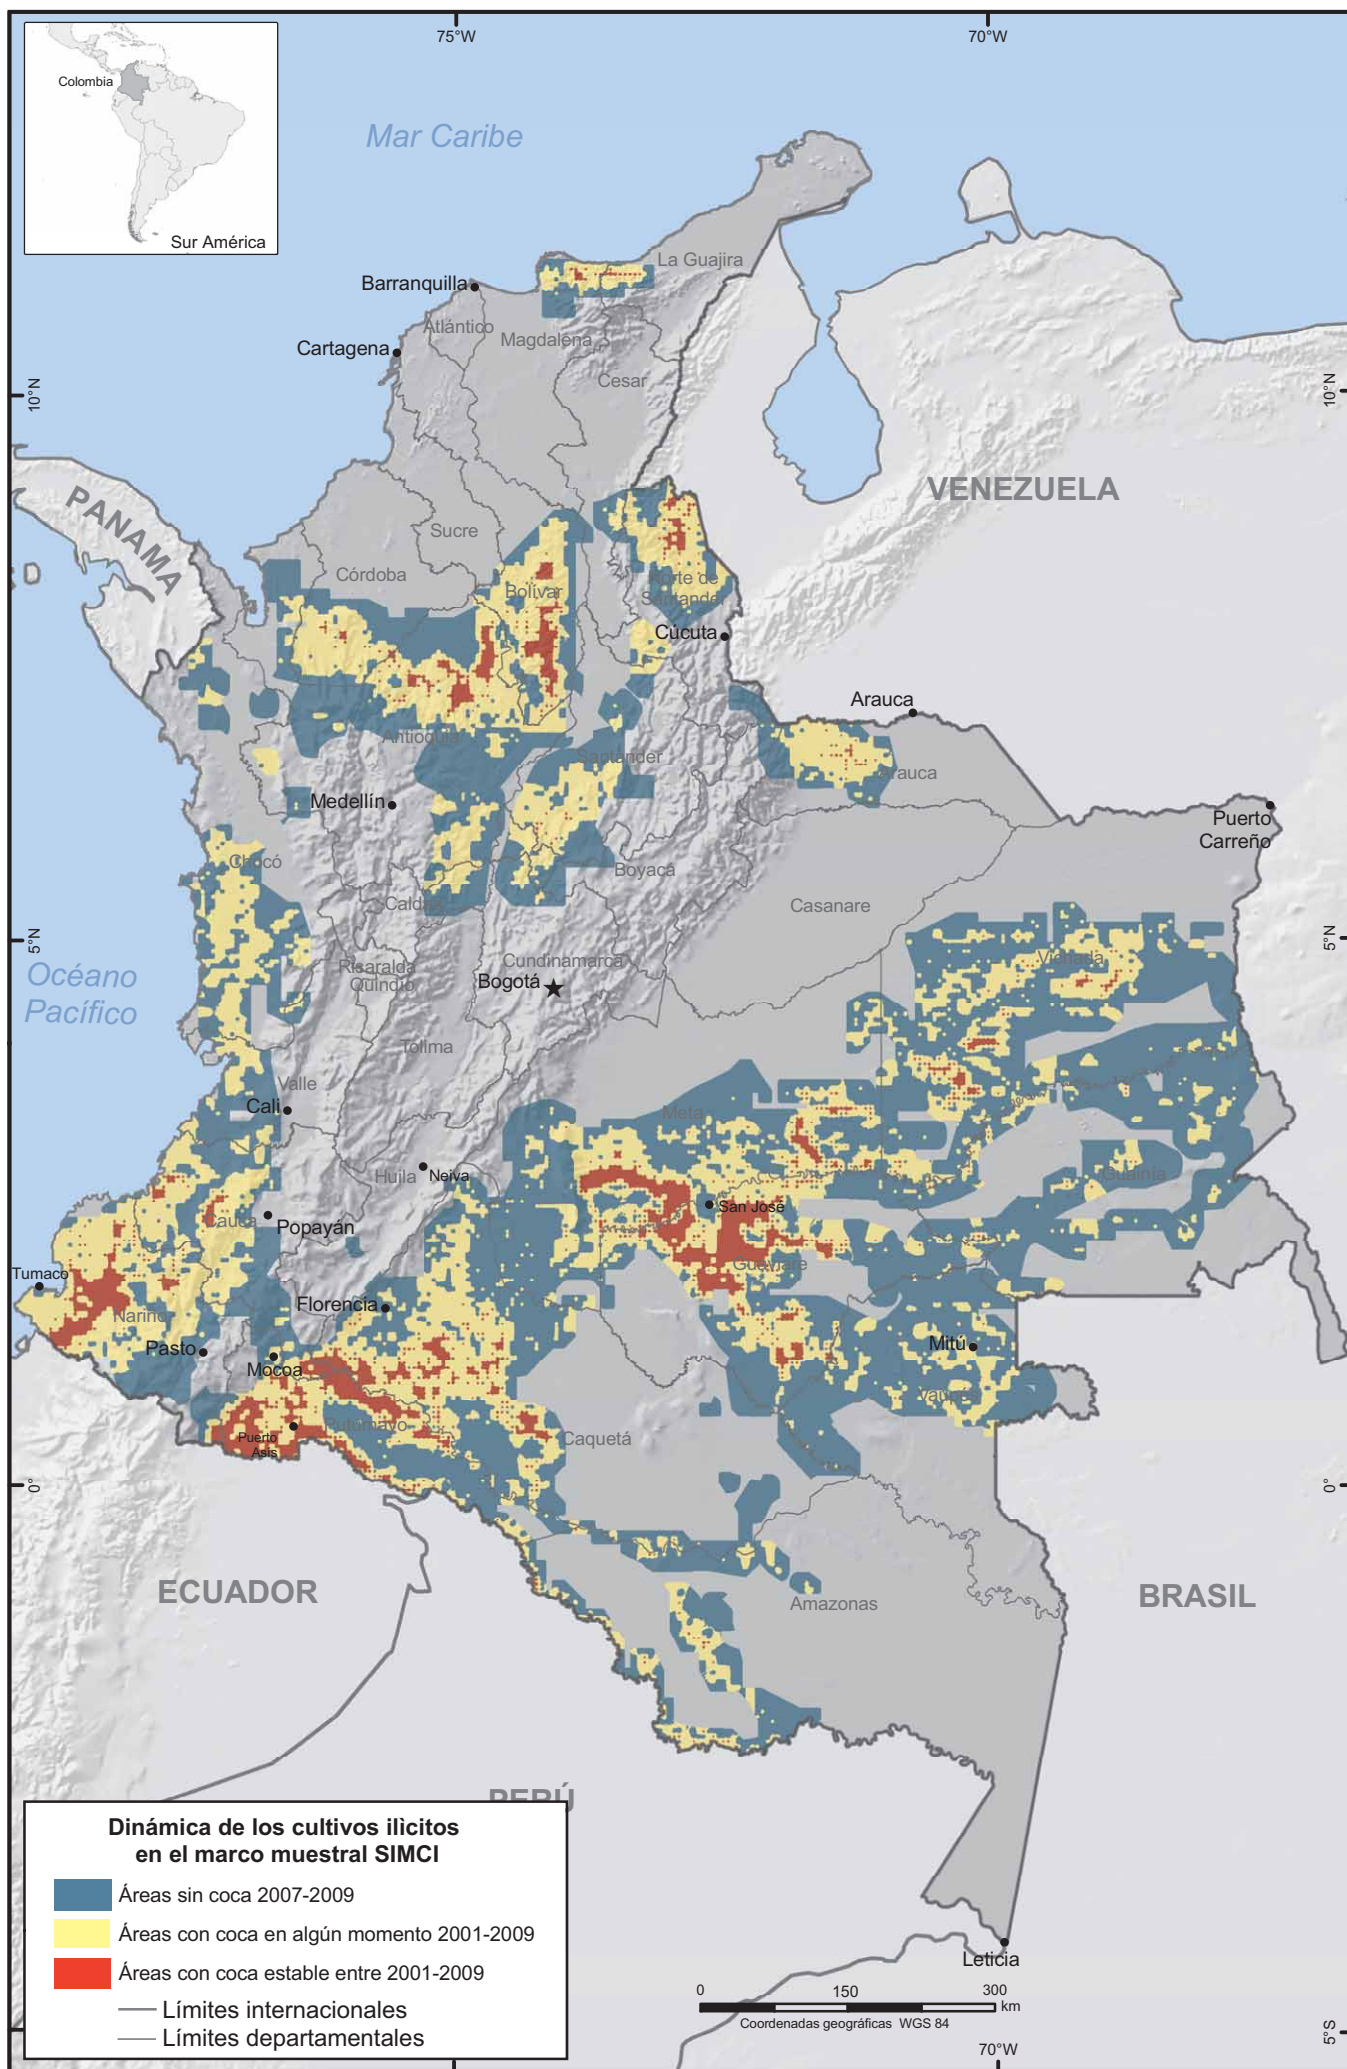 75°W
70°W
Colombia
Sur América
Mar Caribe
La Guajira
Barranquilla
Atlántico
Magdalena
Cartagena
Cesar
10°N
10°N
VENEZUELA
PANAMA
Sucre
Córdoba
Bolívar
Norte de
Santander
Cúcuta
Arauca
Antioquia
Santander
Arauca
Medellín
Puerto
Carreño
Chocó
Boyacá
Caldas
Casanare
5°N
5°N
Vichada
Cundinamarca
Risaralda
Quindío
Bogotá
Océano
Pacífico
Tolima
Valle
Cali
Meta
Huila
Neiva
Guainía
San José
Cauca
Popayán
Guaviare
Tumaco
Florencia
Nariño
Pasto
Mitú
Mocoa
Vaupés
Putumayo
Puerto
Asis
Caquetá
0°
0°
ECUADOR
Amazonas
BRASIL
PERÚ
Dinámica de los cultivos ilìcitos
en el marco muestral SIMCI
Áreas sin coca 2007-2009
Áreas con coca en algún momento 2001-2009
Áreas con coca estable entre 2001-2009
Límites internacionales
Límites departamentales
Leticia
0 150 300
km
Coordenadas geográficas WGS 84
5°S
70°W